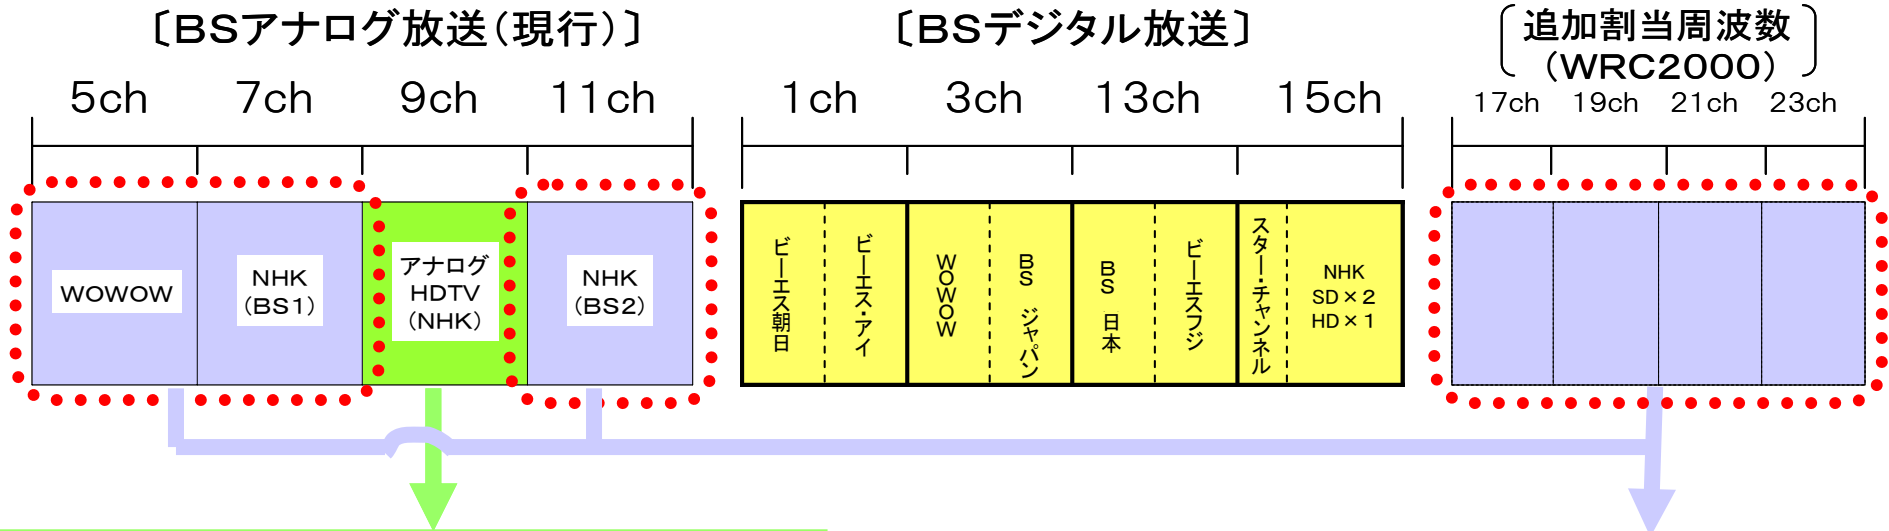 〔BSアナログ放送(現行)〕
5ch 7ch 9ch 11ch
WOWOW
NHK
(BS1)
アナログ
HDTV
(NHK)
NHK
(BS2)
〔BSデジタル放送〕
1ch 3ch 13ch 15ch
ビーエス朝日
ビーエス・アイ
WOWOW
BS ジャパン
BS 日本
ビーエスフジ
スター・チャンネル
NHK
SD×2
HD×1
追加割当周波数
(WRC2000)
17ch 19ch 21ch 23ch